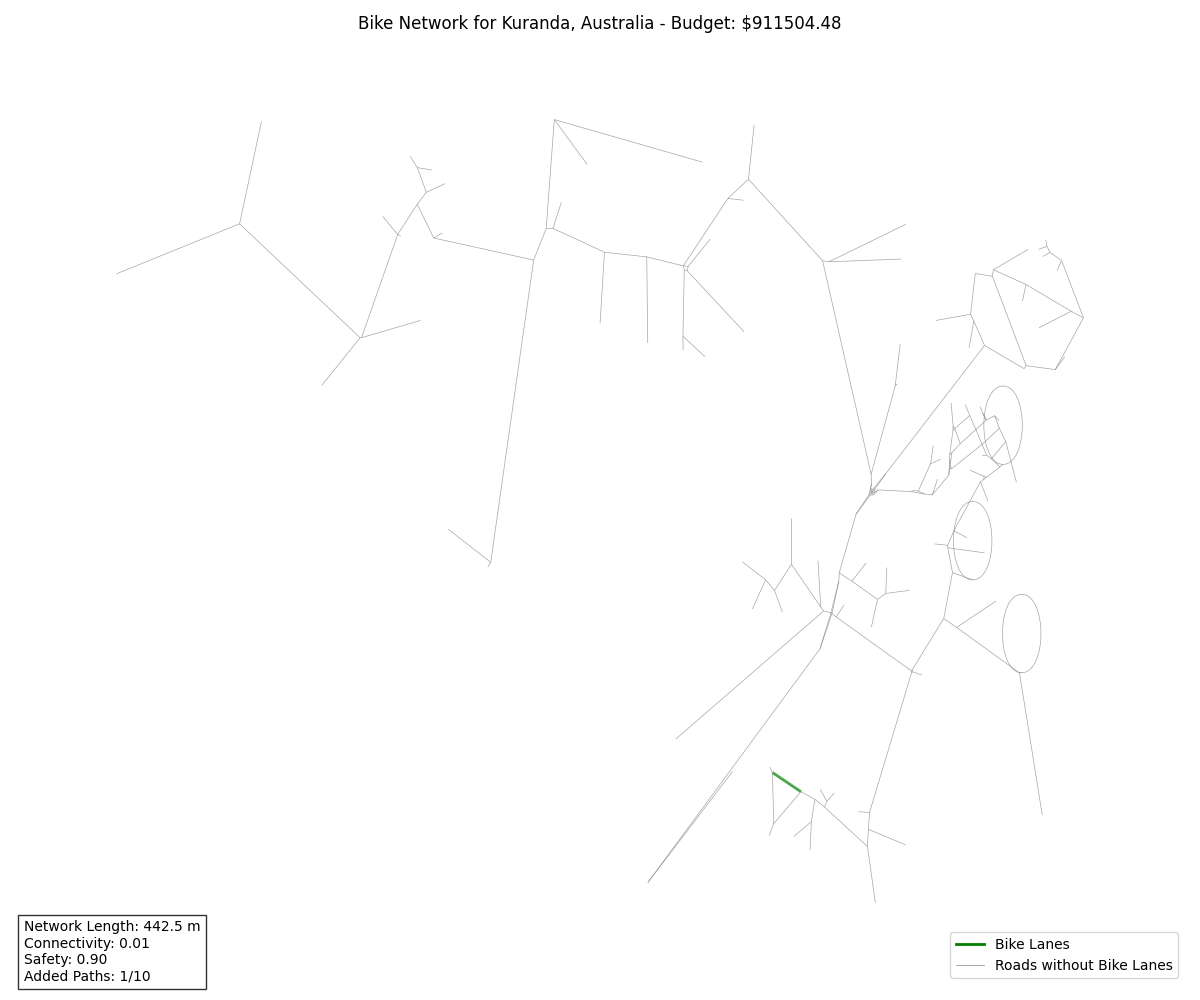 Bike Network for Kuranda, Australia - Budget: $911504.48
Network Length: 442.5 m
Connectivity: 0.01
Safety: 0.90
Added Paths: 1/10
Bike Lanes
Roads without Bike Lanes